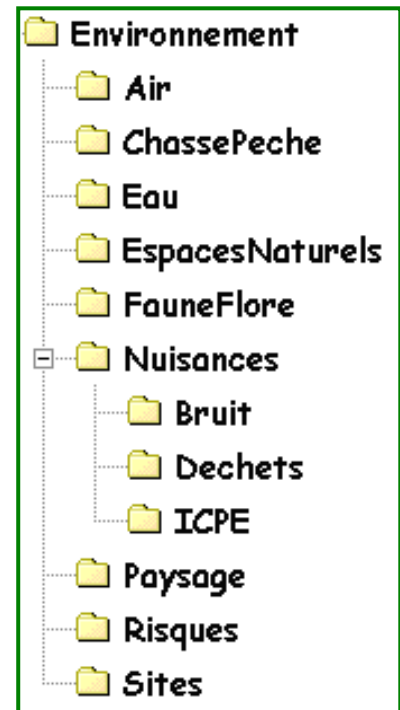 Environnement
Air
ChassePeche
Eau
EspacesNaturels
FauneFlore
Nuisances
Bruit
Dechets
ICPE
Paysage
Risques
Sites